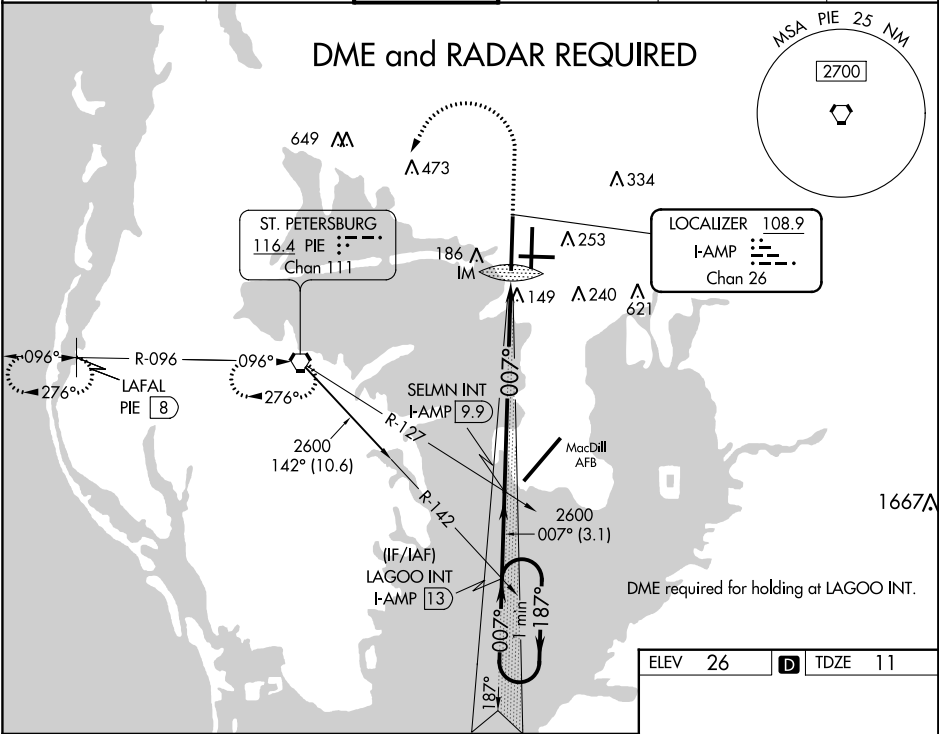 DME and RADAR REQUIRED
MSA PIE 25 NM
2700
649
473
334
ST. PETERSBURG
116.4 PIE
Chan 111
LOCALIZER 108.9
I-AMP
Chan 26
186
IM
253
149
240
621
096°
R-096
096°
276°
LAFAL
PIE 8
276°
SELMN INT
I-AMP 9.9
007°
R-127
2600
142° (10.6)
MacDill
AFB
R-142
2600
007° (3.1)
1667
(IF/IAF)
LAGOO INT
I-AMP 13
007°
1 min
187°
187°
DME required for holding at LAGOO INT.
ELEV 26 D TDZE 11